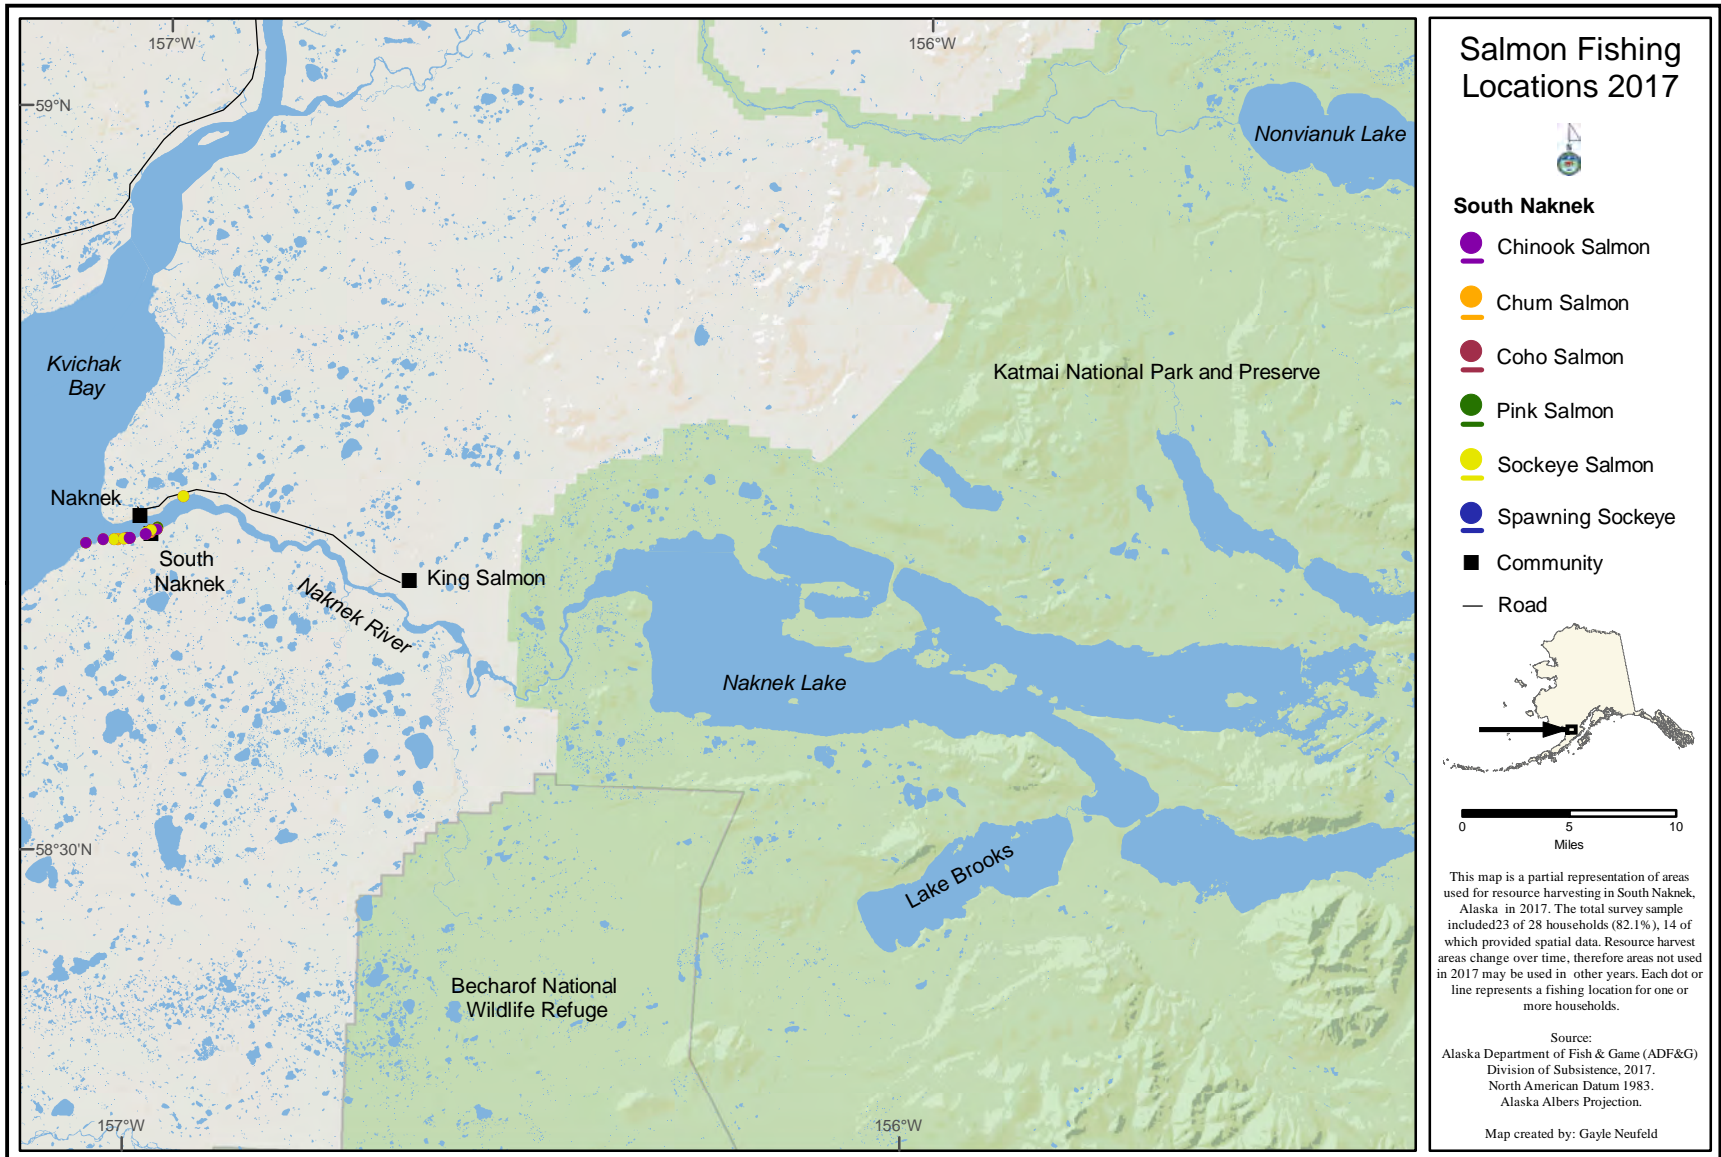 157°W
156°W
59°N
Nonvianuk Lake
Kvichak
Bay
Katmai National Park and Preserve
Naknek
South
Naknek
King Salmon
Naknek River
Naknek Lake
58°30'N
Lake Brooks
Becharof National
Wildlife Refuge
157°W
156°W
Salmon Fishing
Locations 2017
South Naknek
Chinook Salmon
Chum Salmon
Coho Salmon
Pink Salmon
Sockeye Salmon
Spawning Sockeye
Community
Road
0 5 10
Miles
This map is a partial representation of areas
used for resource harvesting in South Naknek,
Alaska in 2017. The total survey sample
included23 of 28 households (82.1%), 14 of
which provided spatial data. Resource harvest
areas change over time, therefore areas not used
in 2017 may be used in other years. Each dot or
line represents a fishing location for one or
more households.
Source:
Alaska Department of Fish & Game (ADF&G)
Division of Subsistence, 2017.
North American Datum 1983.
Alaska Albers Projection.
Map created by: Gayle Neufeld